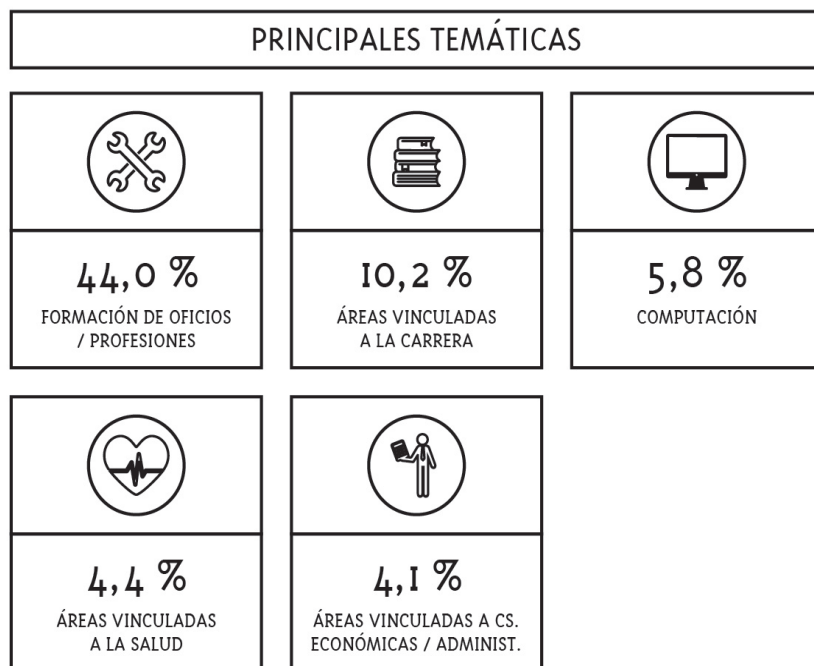 PRINCIPALES TEMÁTICAS
44,0 %
FORMACIÓN DE OFICIOS
/ PROFESIONES
10,2 %
ÁREAS VINCULADAS
A LA CARRERA
5,8 %
COMPUTACIÓN
4,4 %
ÁREAS VINCULADAS
A LA SALUD
4,1 %
ÁREAS VINCULADAS A CS.
ECONÓMICAS / ADMINIST.